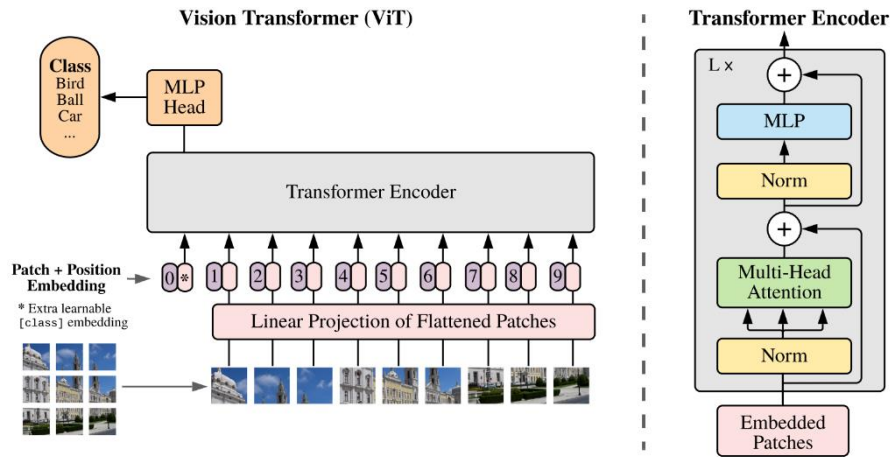 Vision Transformer (ViT)
Class
Bird
Ball
Car
...
MLP
Head
Transformer Encoder
Patch + Position
Embedding
0 * 1 2 3 4 5 6 7 8 9
* Extra learnable
[class] embedding
Linear Projection of Flattened Patches
Transformer Encoder
L x
+
MLP
Norm
+
Multi-Head
Attention
Norm
Embedded
Patches